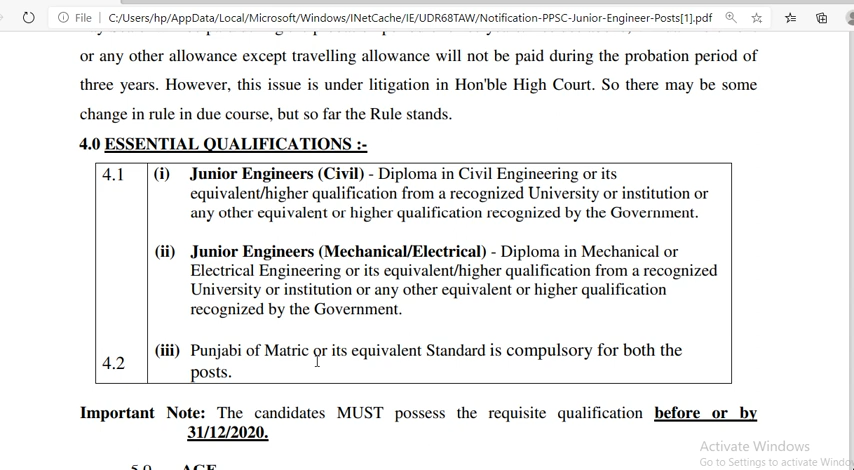 File C:/Users/hp/AppData/Local/Microsoft/Windows/INetCache/IE/UDR68TAW/Notification-PPSC-Junior-Engineer-Posts[1].pdf
or any other allowance except travelling allowance will not be paid during the probation period of
three years. However, this issue is under litigation in Hon'ble High Court. So there may be some
change in rule in due course, but so far the Rule stands.
4.0 ESSENTIAL QUALIFICATIONS :-
4.1 (i) Junior Engineers (Civil) - Diploma in Civil Engineering or its
equivalent/higher qualification from a recognized University or institution or
any other equivalent or higher qualification recognized by the Government.
(ii) Junior Engineers (Mechanical/Electrical) - Diploma in Mechanical or
Electrical Engineering or its equivalent/higher qualification from a recognized
University or institution or any other equivalent or higher qualification
recognized by the Government.
(iii) Punjabi of Matric or its equivalent Standard is compulsory for both the
4.2 posts.
Important Note: The candidates MUST possess the requisite qualification before or by
31/12/2020.
Activate Windows
Go to Settings to activate Windo
5.0 AGE